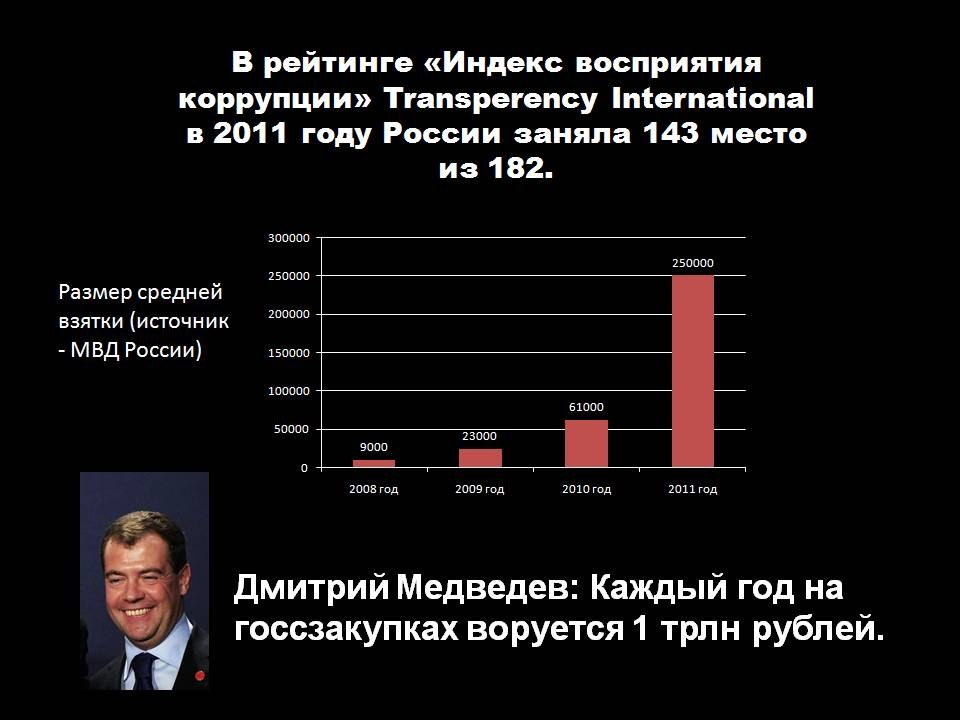 В рейтинге «Индекс восприятия
коррупции» Transperency International
в 2011 году России заняла 143 место
из 182.
Размер средней
взятки (источник
- МВД России)
300000
250000
200000
150000
100000
50000
0
9000
23000
61000
250000
2008 год
2009 год
2010 год
2011 год
Дмитрий Медведев: Каждый год на
госсзакупках воруется 1 трлн рублей.